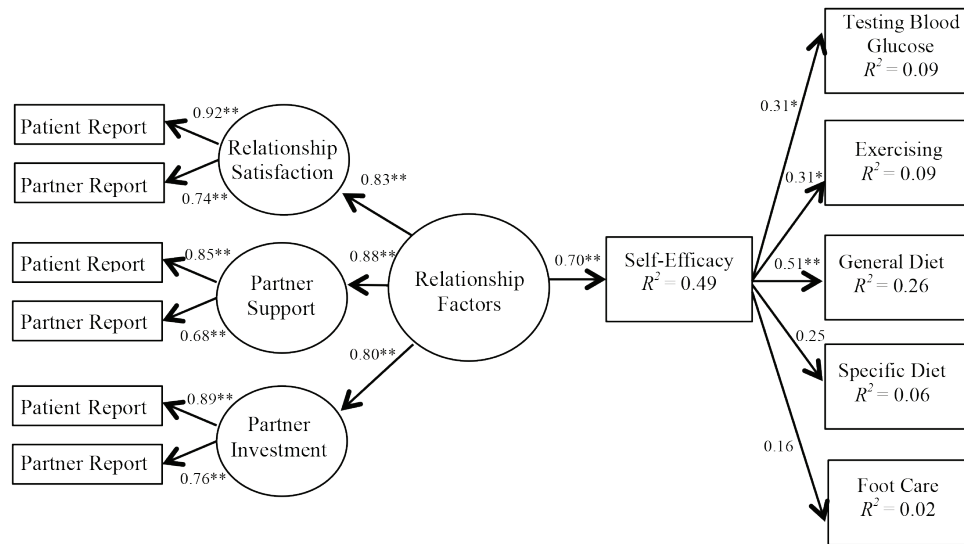 Patient Report
Partner Report
0.92**
0.74**
Relationship
Satisfaction
0.83**
Patient Report
Partner Report
0.85**
0.68**
Partner
Support
0.88**
Patient Report
Partner Report
0.89**
0.76**
Partner
Investment
0.80**
Relationship
Factors
0.70**
Self-Efficacy
R² = 0.49
0.31*
0.31*
0.51**
0.25
0.16
Testing Blood
Glucose
R² = 0.09
Exercising
R² = 0.09
General Diet
R² = 0.26
Specific Diet
R² = 0.06
Foot Care
R² = 0.02